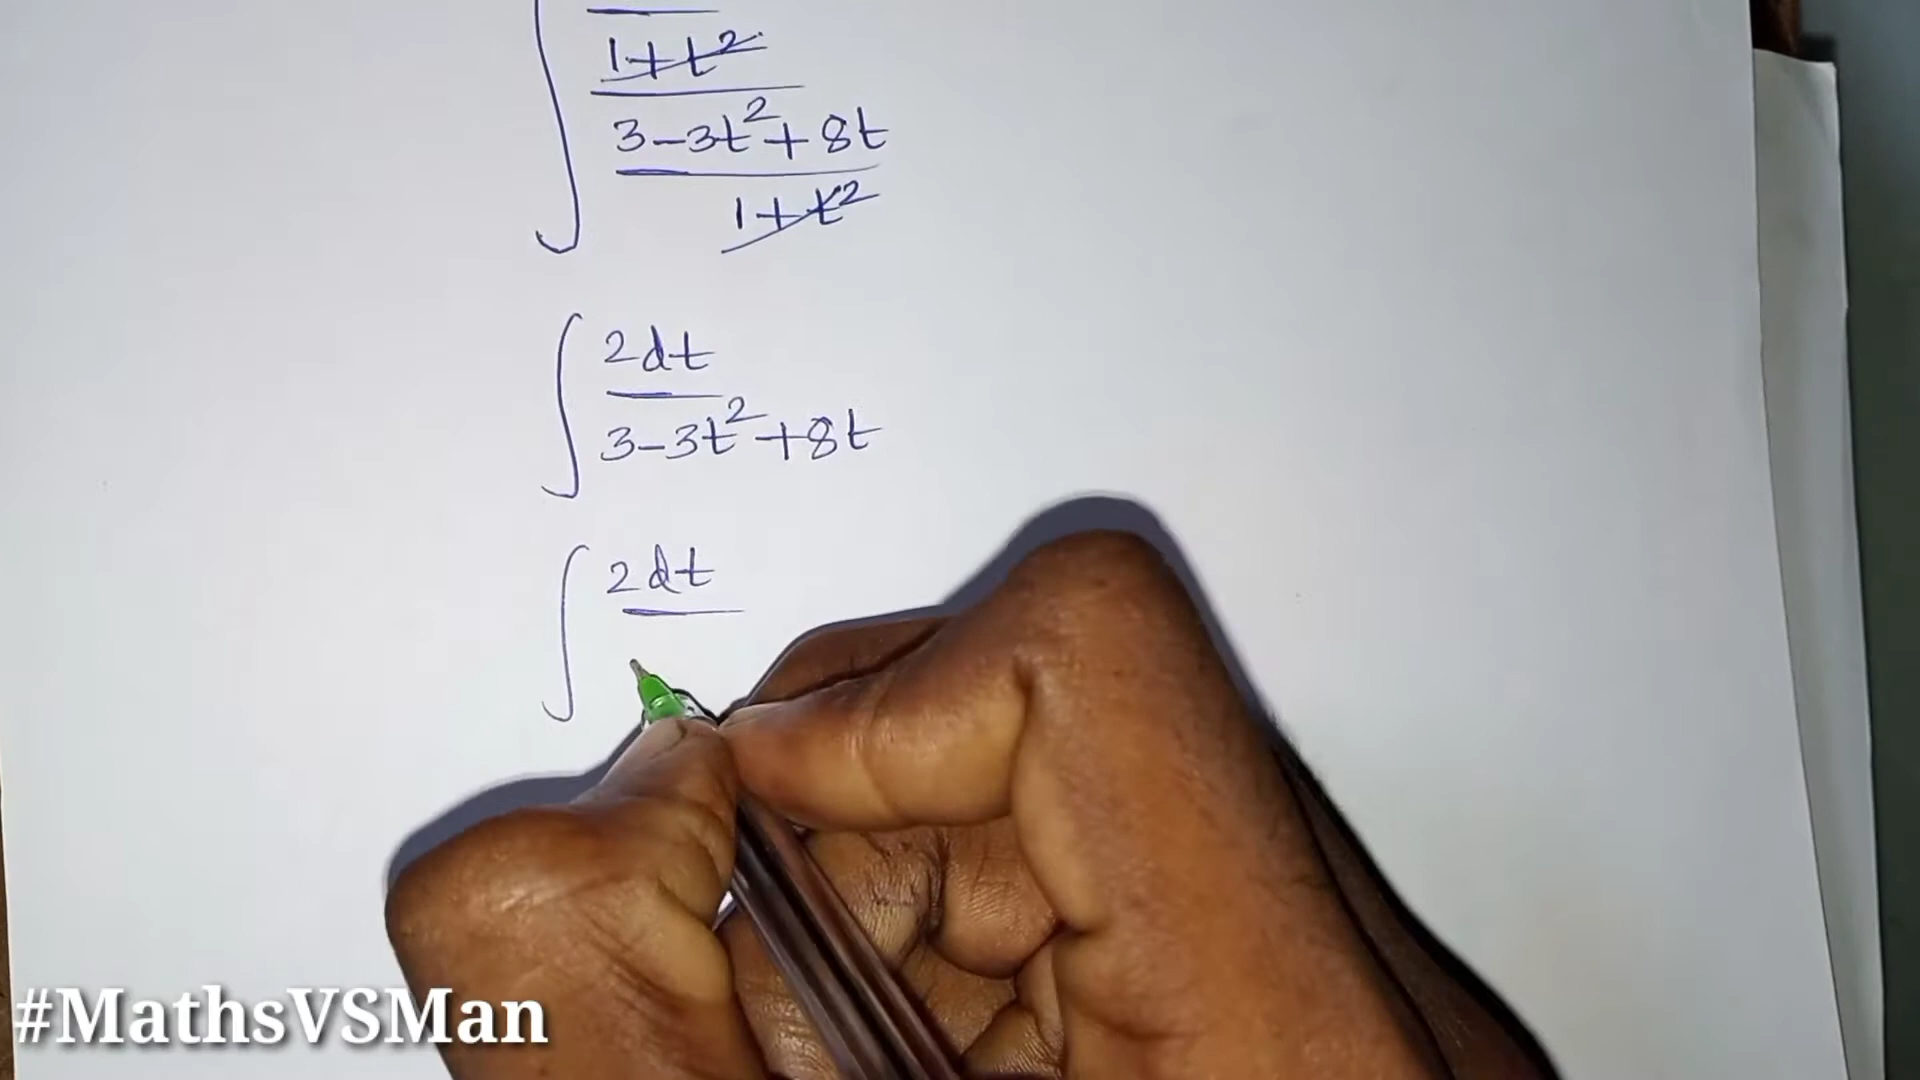 1+t²
3-3t²+8t
1+t²
∫ 2dt
3-3t²+8t
∫ 2dt
#MathsVSMan